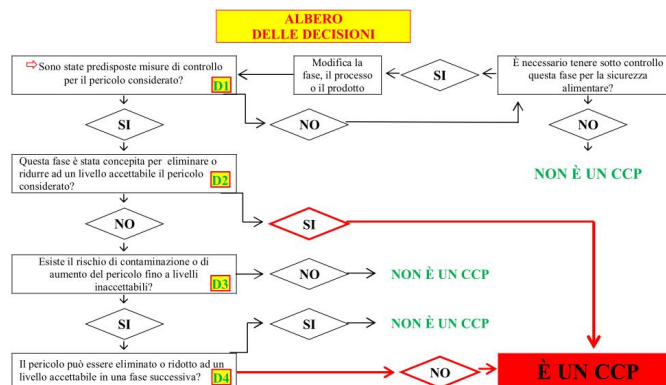 ALBERO
DELLE DECISIONI
⇨Sono state predisposte misure di controllo
per il pericolo considerato?
D1
Modifica la
fase, il processo
o il prodotto
SI
È necessario tenere sotto controllo
questa fase per la sicurezza
alimentare?
SI
NO
NO
NON È UN CCP
Questa fase è stata concepita per eliminare o
ridurre ad un livello accettabile il pericolo
considerato?
D2
NO
SI
Esiste il rischio di contaminazione o di
aumento del pericolo fino a livelli
inaccettabili?
D3
NO
NON È UN CCP
SI
SI
NON È UN CCP
Il pericolo può essere eliminato o ridotto ad un
livello accettabile in una fase successiva?
D4
NO
È UN CCP